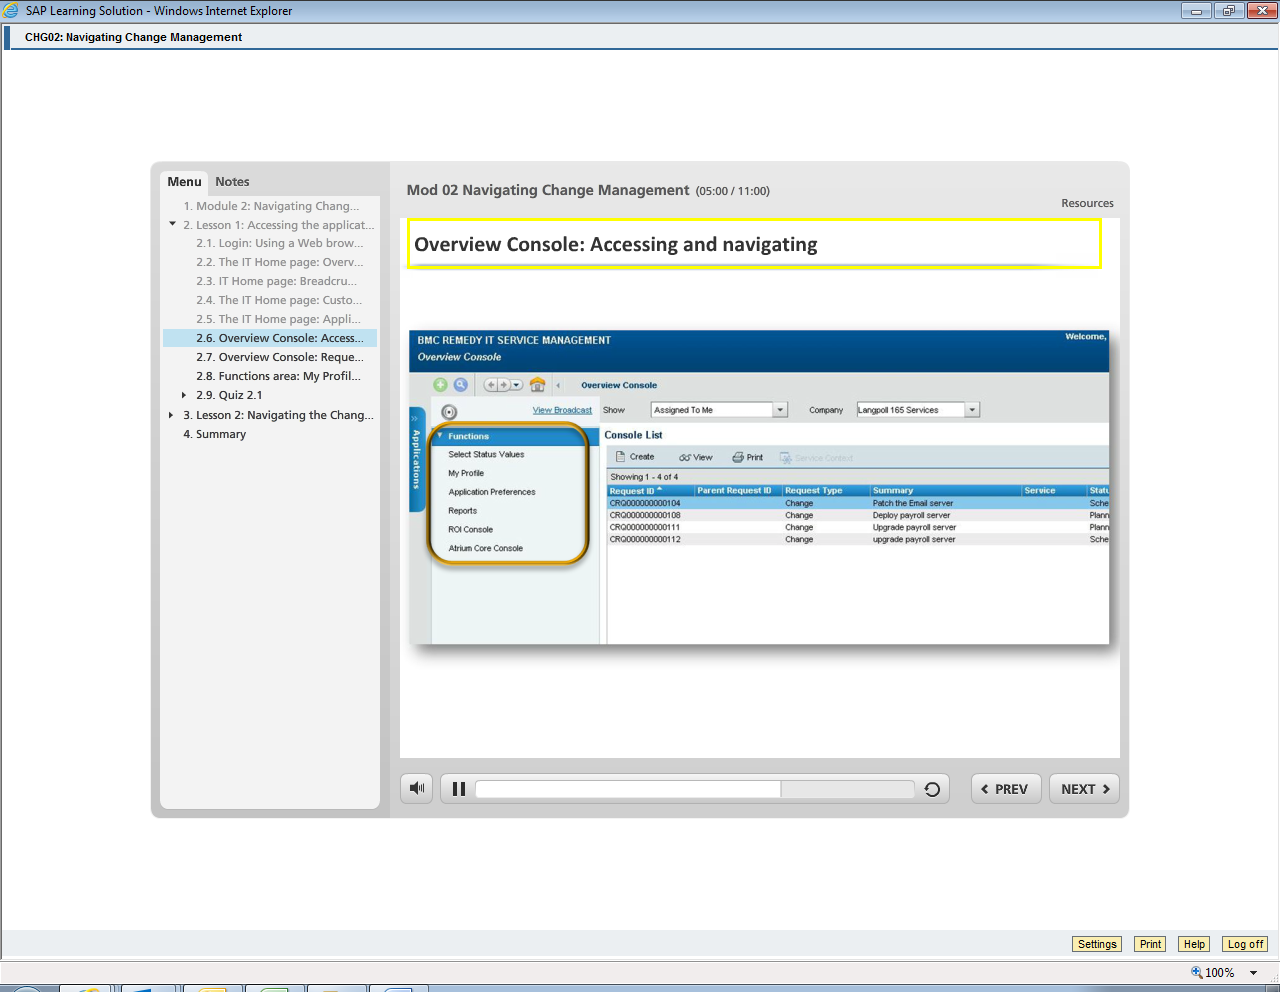 SAP Learning Solution - Windows Internet Explorer
CHG02: Navigating Change Management
Menu Notes
1. Module 2: Navigating Chang...
2. Lesson 1: Accessing the applicat...
2.1. Login: Using a Web brow...
2.2. The IT Home page: Overv...
2.3. IT Home page: Breadcru...
2.4. The IT Home page: Custo...
2.5. The IT Home page: Appli...
2.6. Overview Console: Access...
2.7. Overview Console: Reque...
2.8. Functions area: My Profil...
2.9. Quiz 2.1
3. Lesson 2: Navigating the Chang...
4. Summary
Mod 02 Navigating Change Management (05:00 / 11:00)
Resources
Overview Console: Accessing and navigating
BMC REMEDY IT SERVICE MANAGEMENT Welcome,
Overview Console
Overview Console
View Broadcast Show Assigned To Me Company Langpoll 165 Services
Applications
Functions
Select Status Values
My Profile
Application Preferences
Reports
ROI Console
Atrium Core Console
Console List
Create View Print Service Context
Showing 1 - 4 of 4
Request ID Parent Request ID Request Type Summary Service Statu
CRQ000000000104 Change Patch the Email server Sche
CRQ000000000108 Change Deploy payroll server Plann
CRQ000000000111 Change Upgrade payroll server Plann
CRQ000000000112 Change upgrade payroll server Sche
PREV NEXT
Settings Print Help Log off
100%